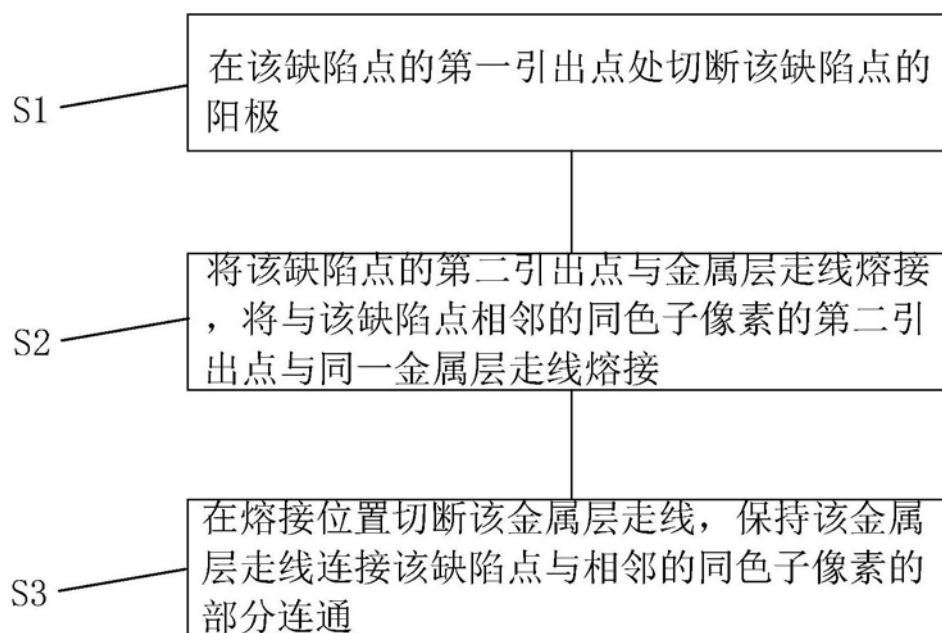 S1
在该缺陷点的第一引出点处切断该缺陷点的
阳极
S2
将该缺陷点的第二引出点与金属层走线熔接
，将与该缺陷点相邻的同色子像素的第二引
出点与同一金属层走线熔接
S3
在熔接位置切断该金属层走线，保持该金属
层走线连接该缺陷点与相邻的同色子像素的
部分连通